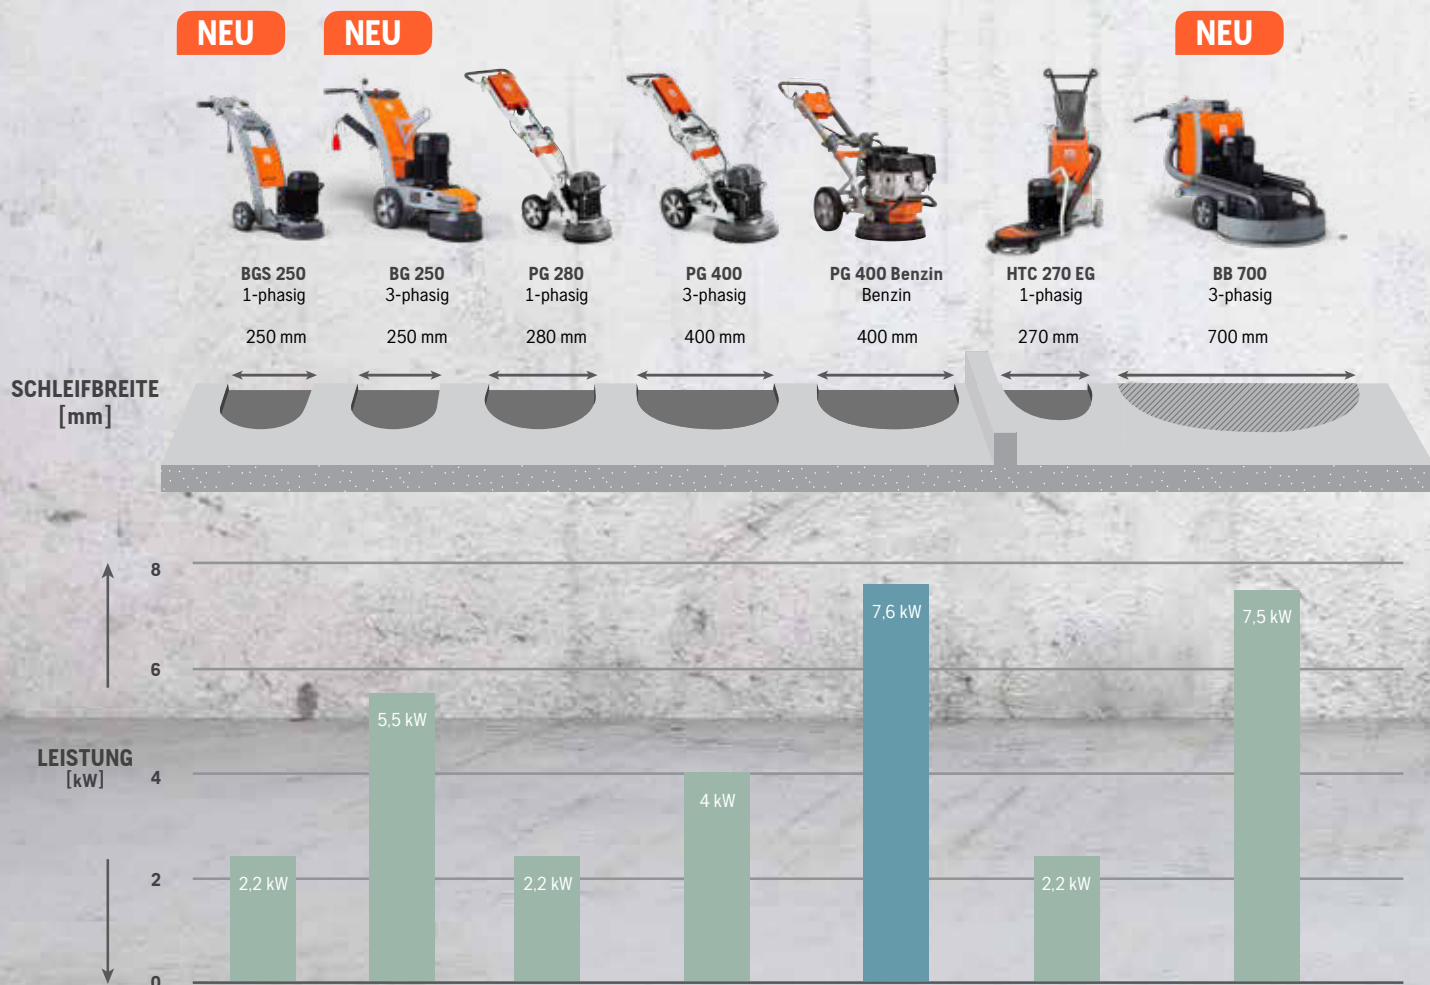 NEU
NEU
NEU
BGS 250
1-phasig
250 mm
BG 250
3-phasig
250 mm
PG 280
1-phasig
280 mm
PG 400
3-phasig
400 mm
PG 400 Benzin
Benzin
400 mm
HTC 270 EG
1-phasig
270 mm
BB 700
3-phasig
700 mm
SCHLEIFBREITE
[mm]
8
6
LEISTUNG
[kW]
4
2
0
2,2 kW
5,5 kW
2,2 kW
4 kW
7,6 kW
2,2 kW
7,5 kW